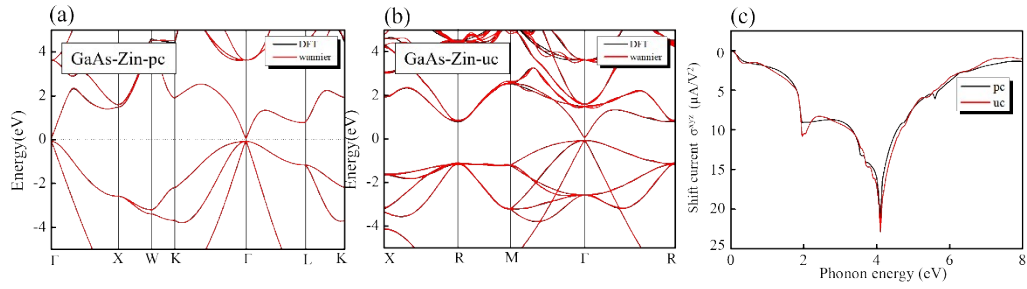 (a)
GaAs-Zin-pc
DFT
wannier
Energy(eV)
4
2
0
-2
-4
Γ X W K Γ L K
(b)
GaAs-Zin-uc
DFT
wannier
Energy(eV)
4
2
0
-2
-4
X R M Γ R
(c)
Shift current σxyz (μA/V2)
0
5
10
15
20
25
pc
uc
0 2 4 6 8
Phonon energy (eV)